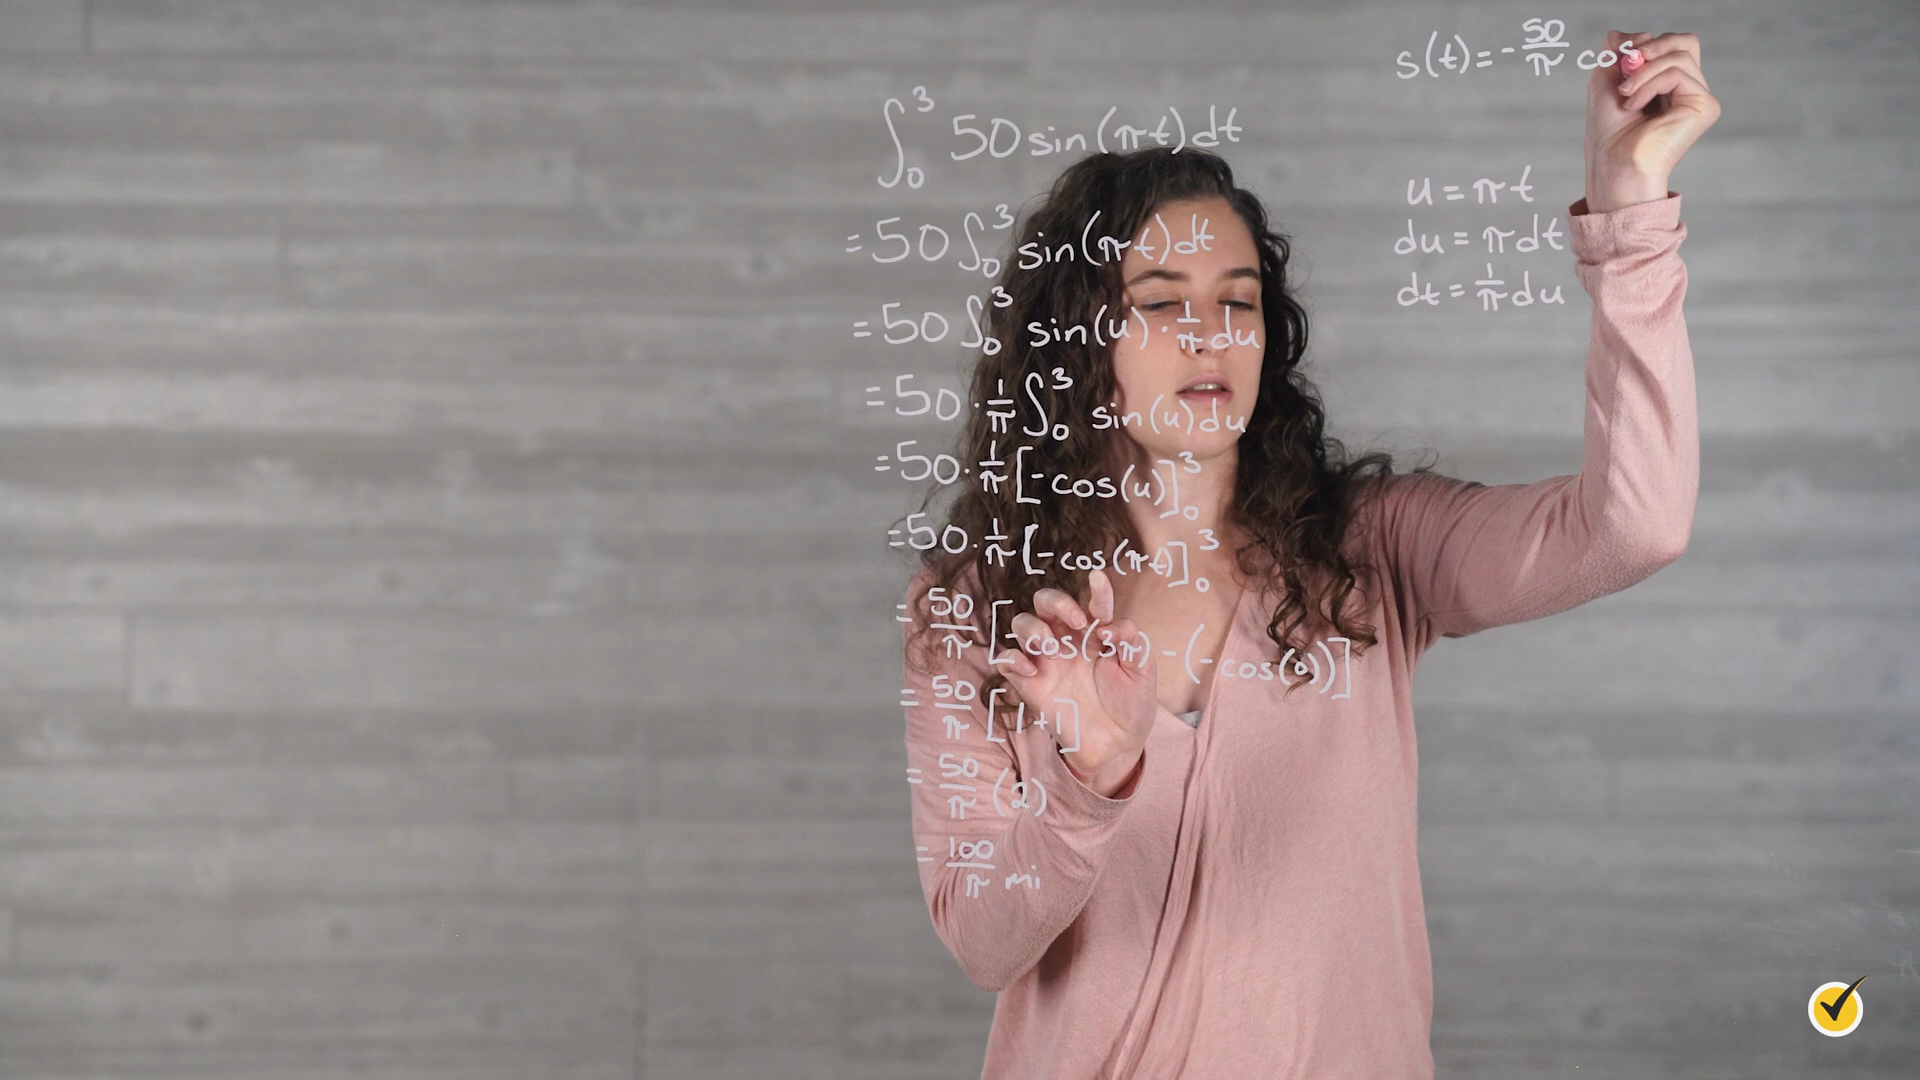 ∫₀³ 50 sin(πt) dt
= 50 ∫₀³ sin(πt) dt
= 50 ∫₀³ sin(u) · 1/π du
= 50 · 1/π ∫₀³ sin(u) du
= 50 · 1/π [-cos(u)]₀³
= 50 · 1/π [-cos(πt)]₀³
= 50/π [-cos(3π) - (-cos(0))]
= 50/π [1+1]
= 50/π (2)
= 100/π mi
s(t) = - 50/π cos
u = πt
du = π dt
dt = 1/π du